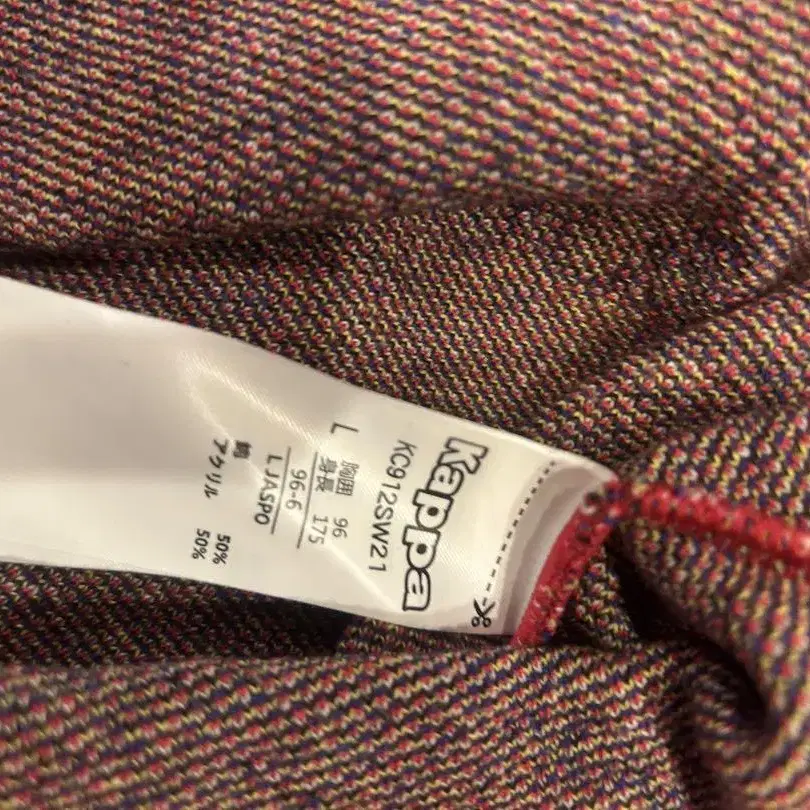 Kappa
KC912SW21
L
胸囲 96
身長 175
96-6
L JASPO
綿 50%
アクリル 50%